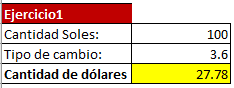 Ejercicio1
Cantidad Soles: 100
Tipo de cambio: 3.6
Cantidad de dólares 27.78